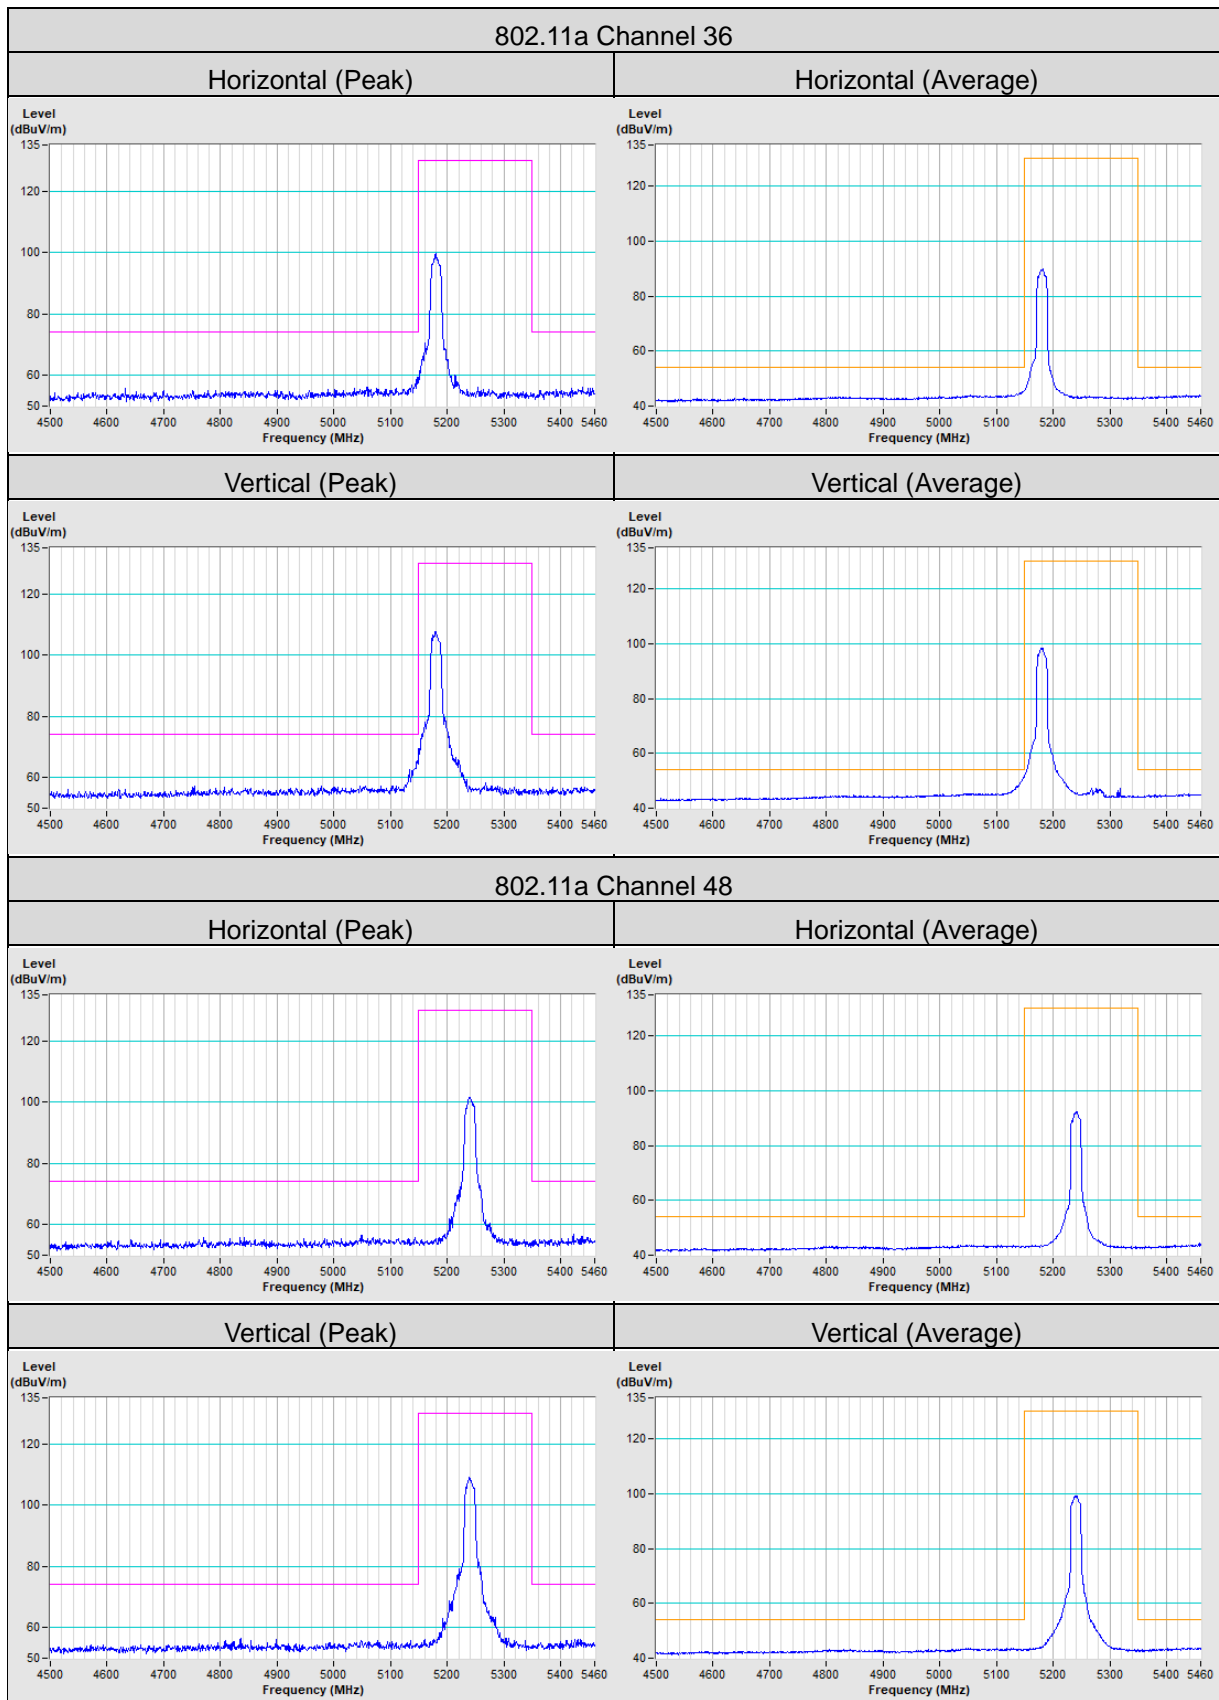 802.11a Channel 36
Horizontal (Peak) Horizontal (Average)
Level
(dBuV/m)
135
120
100
80
60
50
4500 4600 4700 4800 4900 5000 5100 5200 5300 5400 5460
Frequency (MHz)
Level
(dBuV/m)
135
120
100
80
60
40
4500 4600 4700 4800 4900 5000 5100 5200 5300 5400 5460
Frequency (MHz)
Vertical (Peak) Vertical (Average)
Level
(dBuV/m)
135
120
100
80
60
50
4500 4600 4700 4800 4900 5000 5100 5200 5300 5400 5460
Frequency (MHz)
Level
(dBuV/m)
135
120
100
80
60
40
4500 4600 4700 4800 4900 5000 5100 5200 5300 5400 5460
Frequency (MHz)
802.11a Channel 48
Horizontal (Peak) Horizontal (Average)
Level
(dBuV/m)
135
120
100
80
60
50
4500 4600 4700 4800 4900 5000 5100 5200 5300 5400 5460
Frequency (MHz)
Level
(dBuV/m)
135
120
100
80
60
40
4500 4600 4700 4800 4900 5000 5100 5200 5300 5400 5460
Frequency (MHz)
Vertical (Peak) Vertical (Average)
Level
(dBuV/m)
135
120
100
80
60
50
4500 4600 4700 4800 4900 5000 5100 5200 5300 5400 5460
Frequency (MHz)
Level
(dBuV/m)
135
120
100
80
60
40
4500 4600 4700 4800 4900 5000 5100 5200 5300 5400 5460
Frequency (MHz)